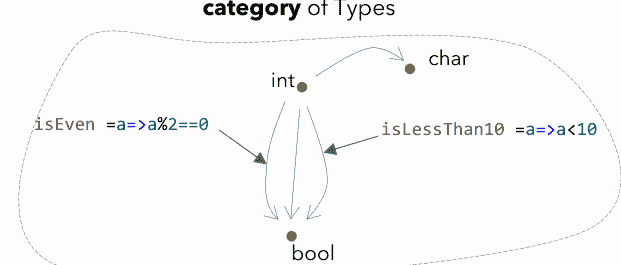 category of Types
char
int
isEven =a=>a%2==0
isLessThan10 =a=>a<10
bool